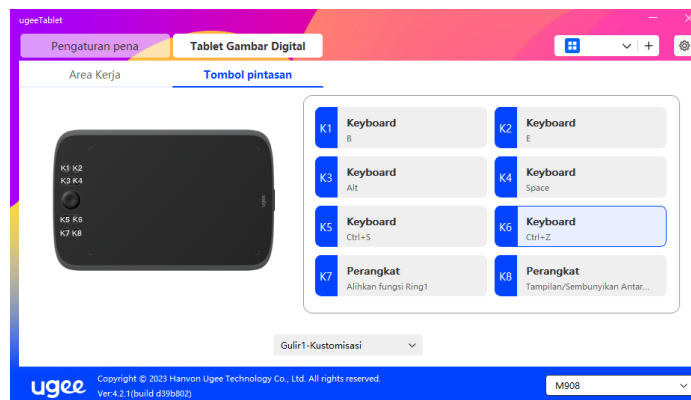 ugeeTablet
Pengaturan pena
Tablet Gambar Digital
Area Kerja
Tombol pintasan
K1 K2
K3 K4
K5 K6
K7 K8
ugee
K1
Keyboard
B
K2
Keyboard
E
K3
Keyboard
Alt
K4
Keyboard
Space
K5
Keyboard
Ctrl+S
K6
Keyboard
Ctrl+Z
K7
Perangkat
Alihkan fungsi Ring1
K8
Perangkat
Tampilan/Sembunyikan Antar...
Gulir1-Kustomisasi
ugee
Copyright © 2023 Hanvon Ugee Technology Co., Ltd. All rights reserved.
Ver:4.2.1(build d39b802)
M908